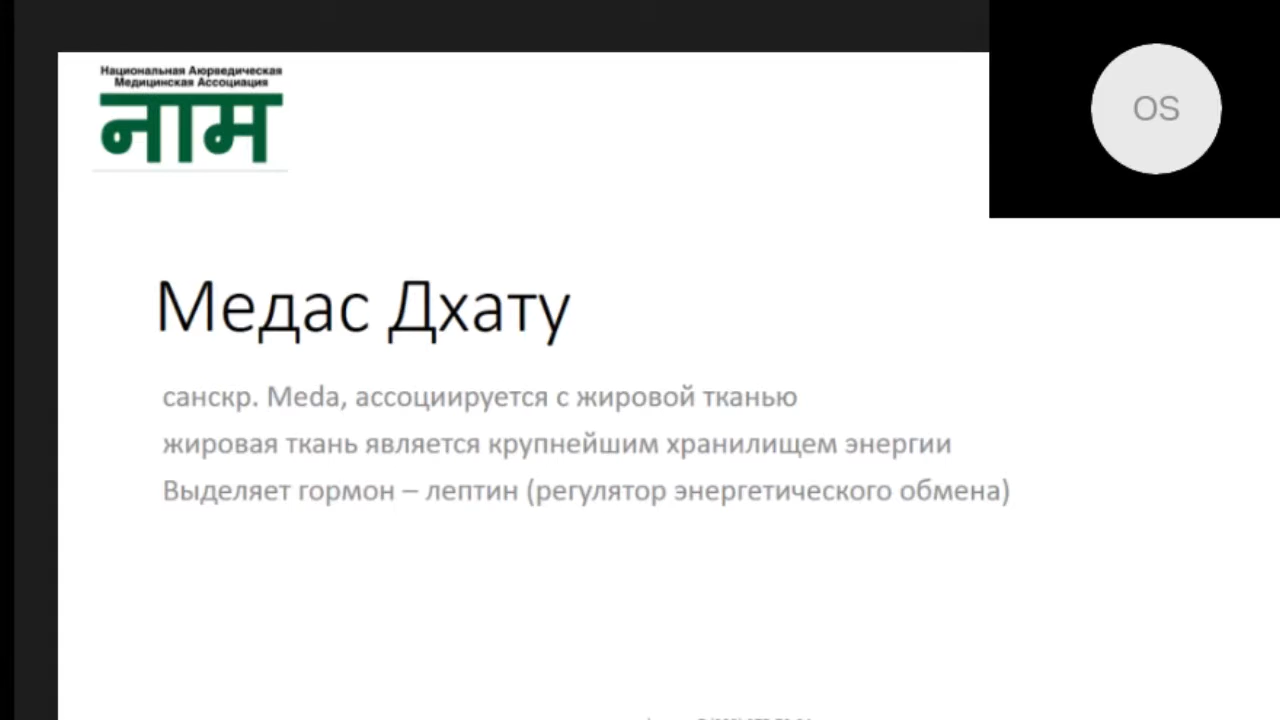 Национальная Аюрведическая
Медицинская Ассоциация
नाम
OS
Медас Дхату
санскр. Meda, ассоциируется с жировой тканью
жировая ткань является крупнейшим хранилищем энергии
Выделяет гормон – лептин (регулятор энергетического обмена)